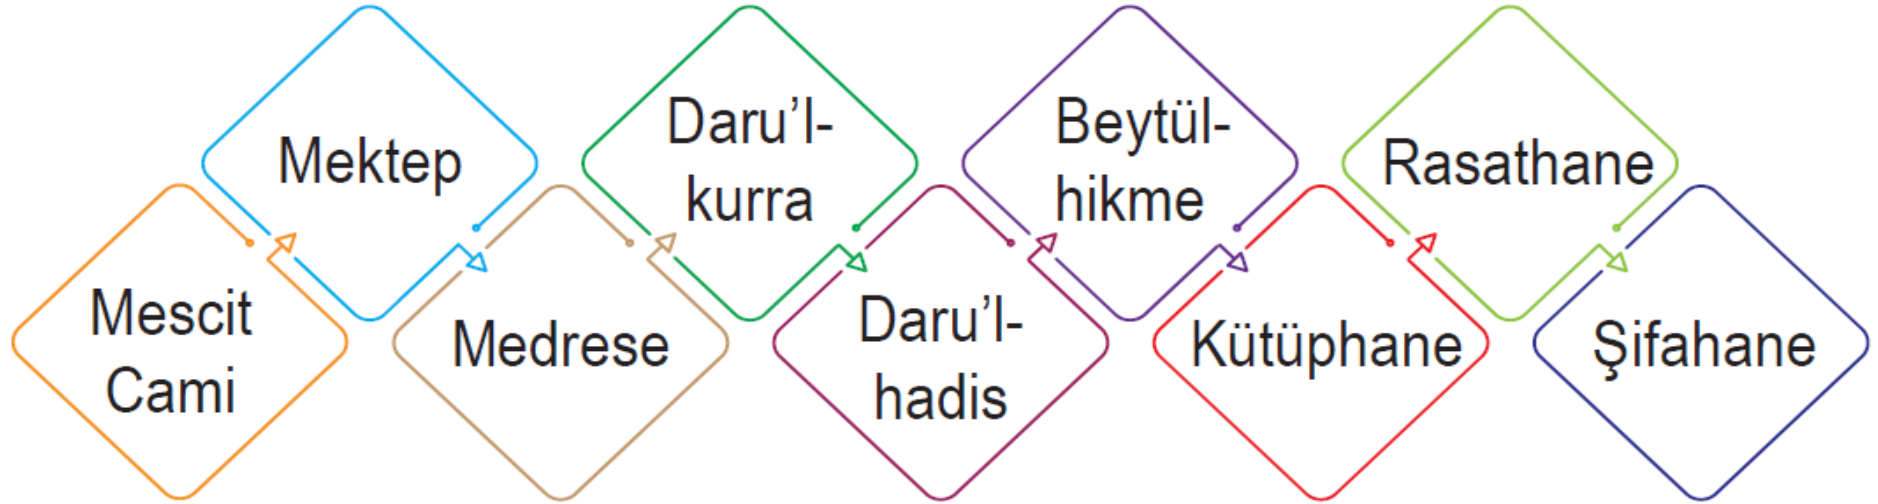 Mescit
Cami
Mektep
Medrese
Daru’l-
kurra
Daru’l-
hadis
Beytül-
hikme
Kütüphane
Rasathane
Şifahane